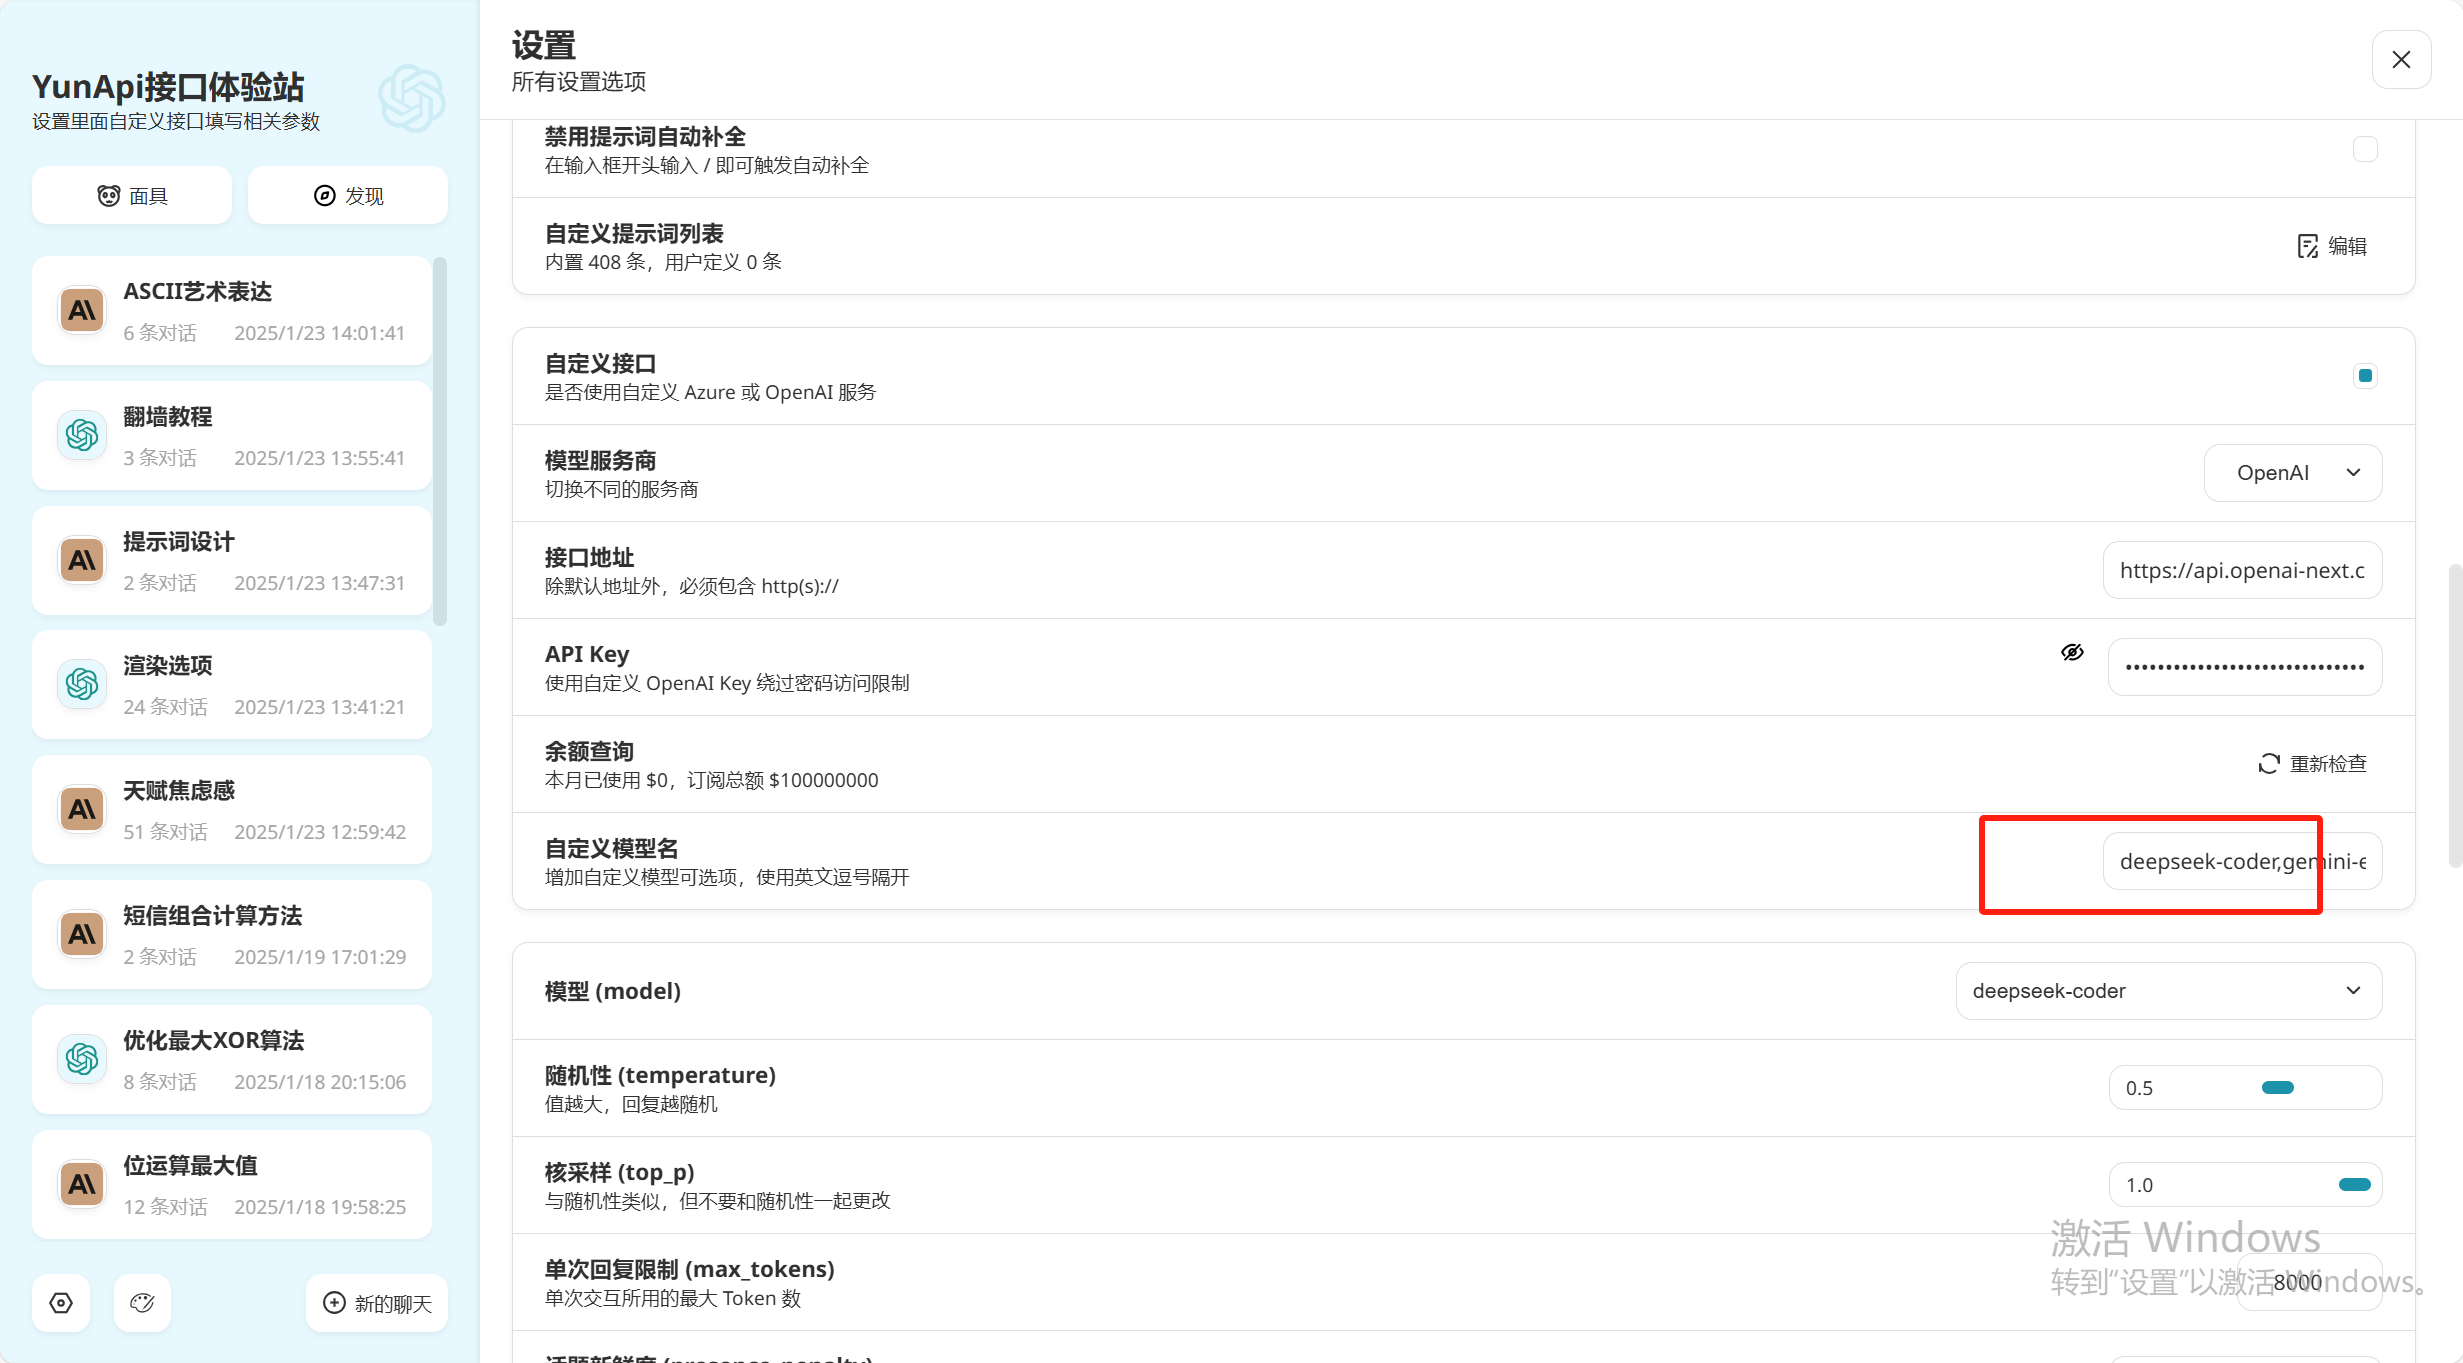 YunApi接口体验站
设置里面自定义接口填写相关参数
面具
发现
ASCII艺术表达
6 条对话 2025/1/23 14:01:41
翻墙教程
3 条对话 2025/1/23 13:55:41
提示词设计
2 条对话 2025/1/23 13:47:31
渲染选项
24 条对话 2025/1/23 13:41:21
天赋焦虑感
51 条对话 2025/1/23 12:59:42
短信组合计算方法
2 条对话 2025/1/19 17:01:29
优化最大XOR算法
8 条对话 2025/1/18 20:15:06
位运算最大值
12 条对话 2025/1/18 19:58:25
新的聊天
设置
所有设置选项
禁用提示词自动补全
在输入框开头输入 / 即可触发自动补全
自定义提示词列表
内置 408 条，用户定义 0 条
编辑
自定义接口
是否使用自定义 Azure 或 OpenAI 服务
模型服务商
切换不同的服务商
OpenAI
接口地址
除默认地址外，必须包含 http(s)://
https://api.openai-next.c
API Key
使用自定义 OpenAI Key 绕过密码访问限制
余额查询
本月已使用 $0，订阅总额 $100000000
重新检查
自定义模型名
增加自定义模型可选项，使用英文逗号隔开
deepseek-coder,gemini-e
模型 (model)
deepseek-coder
随机性 (temperature)
值越大，回复越随机
0.5
核采样 (top_p)
与随机性类似，但不要和随机性一起更改
1.0
单次回复限制 (max_tokens)
单次交互所用的最大 Token 数
8000
激活 Windows
转到“设置”以激活 Windows。
话题新鲜度 (presence_penalty)